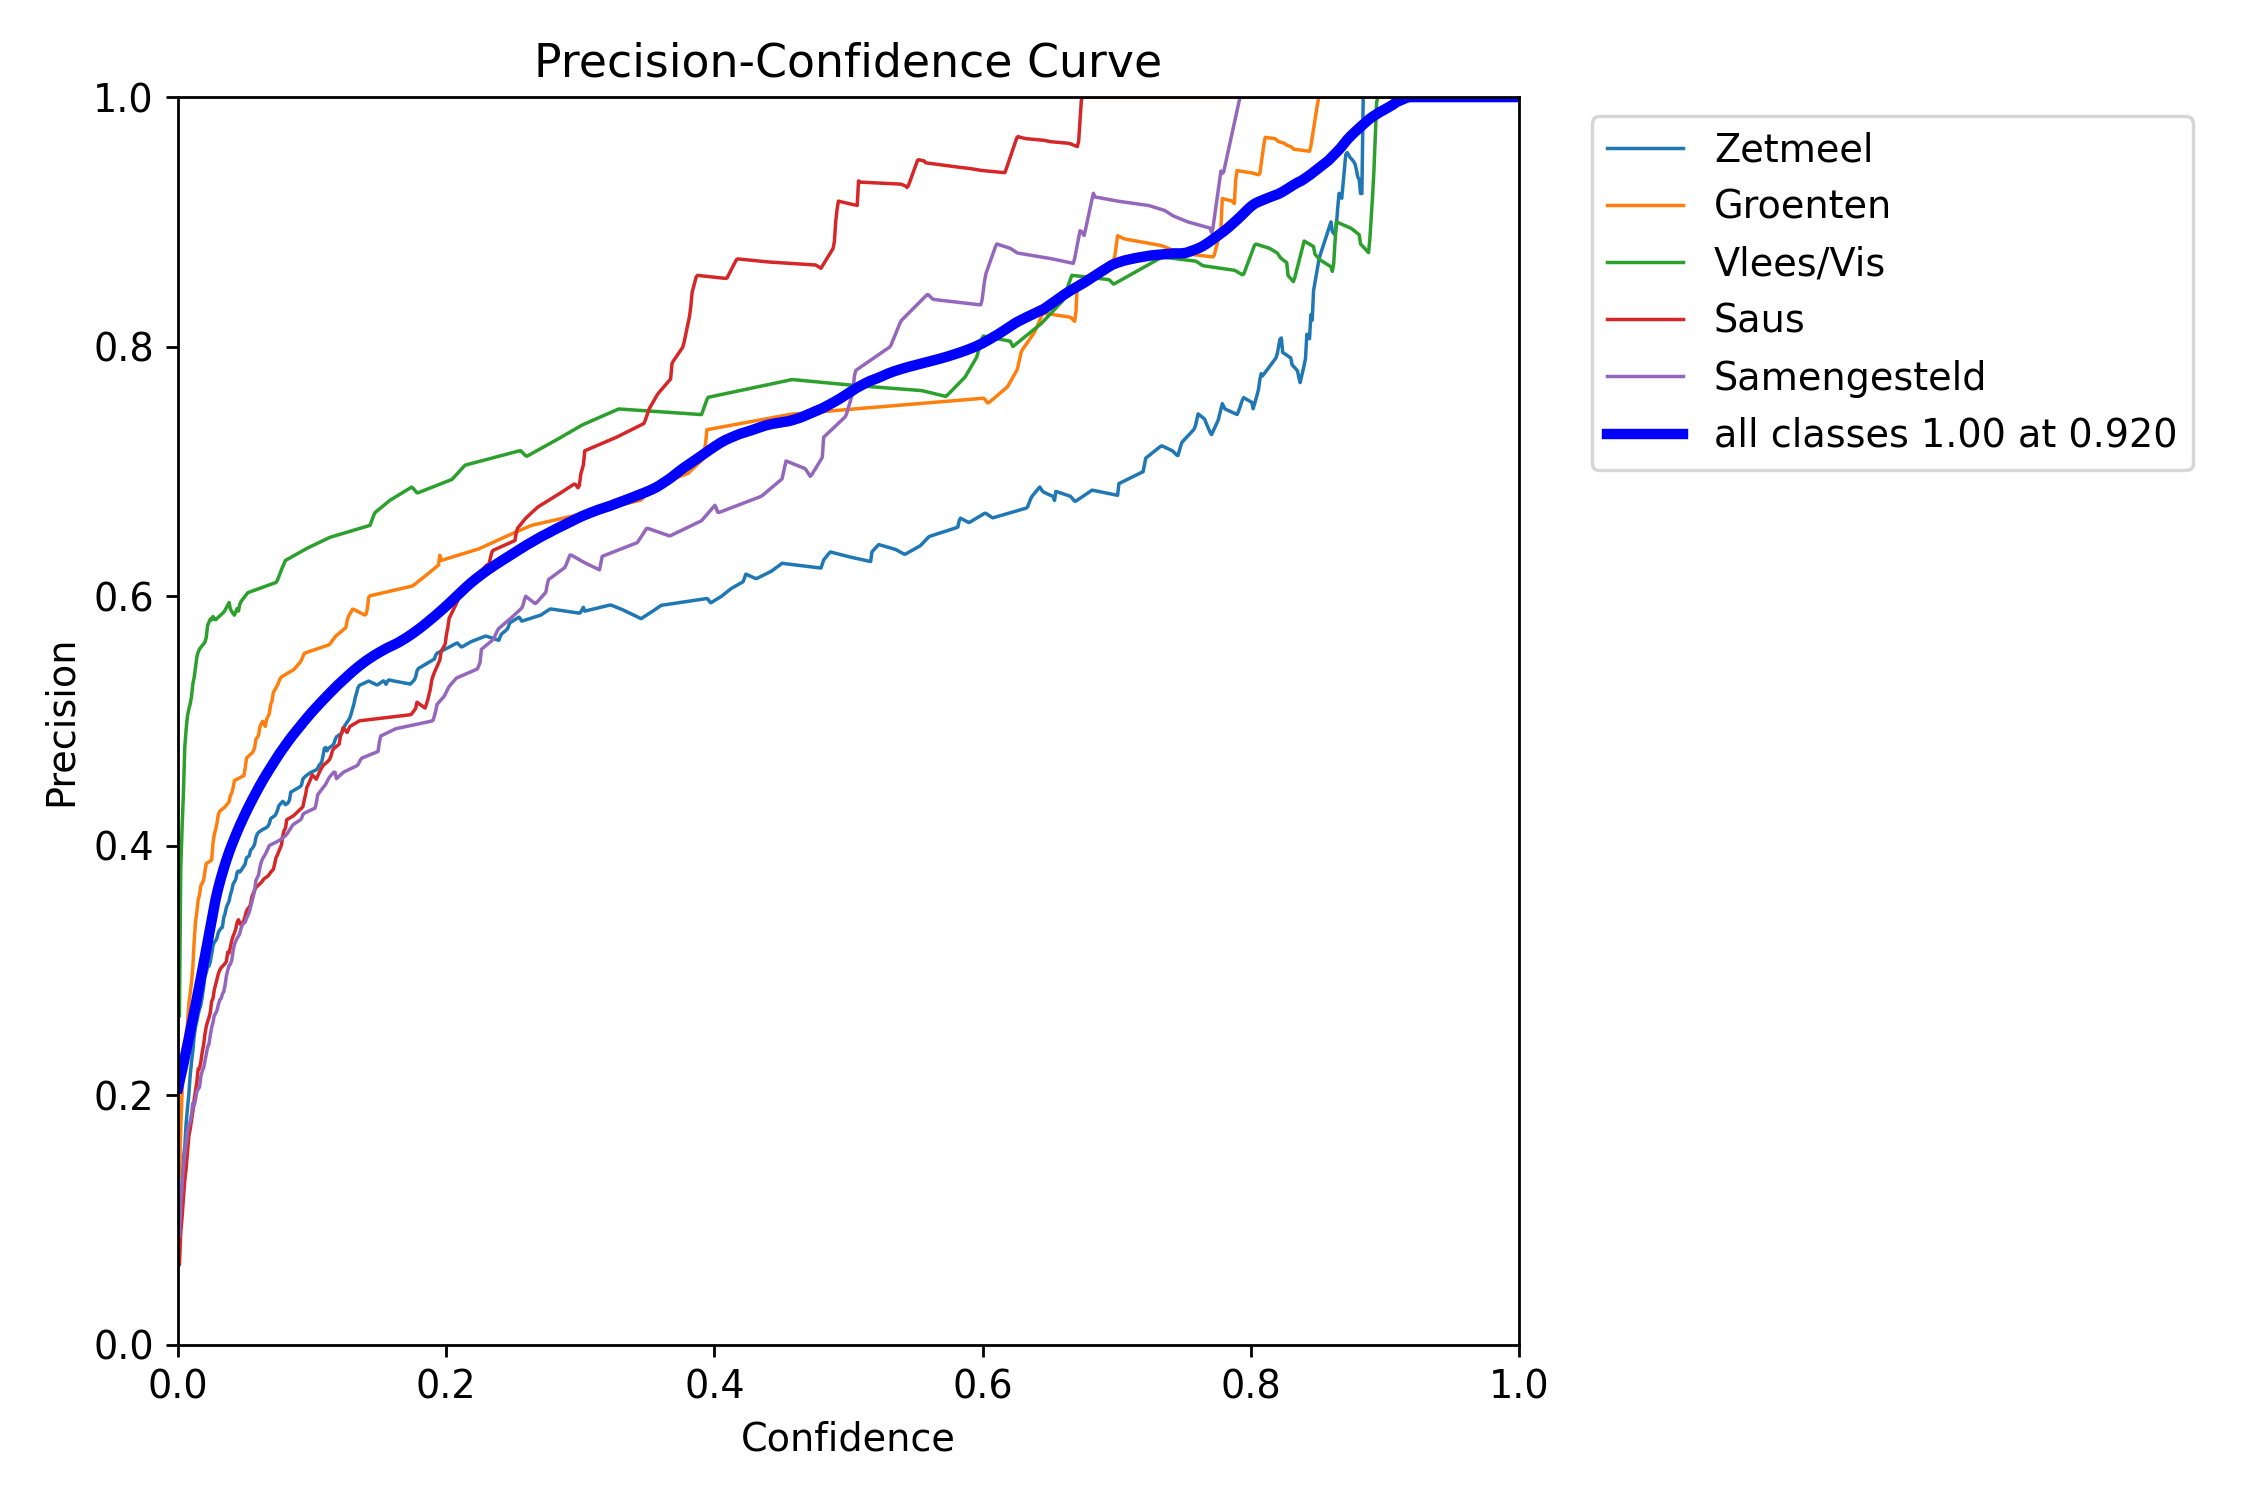 Precision-Confidence Curve
1.0
0.8
0.6
0.4
0.2
0.0
Precision
0.0 0.2 0.4 0.6 0.8 1.0
Confidence
Zetmeel
Groenten
Vlees/Vis
Saus
Samengesteld
all classes 1.00 at 0.920